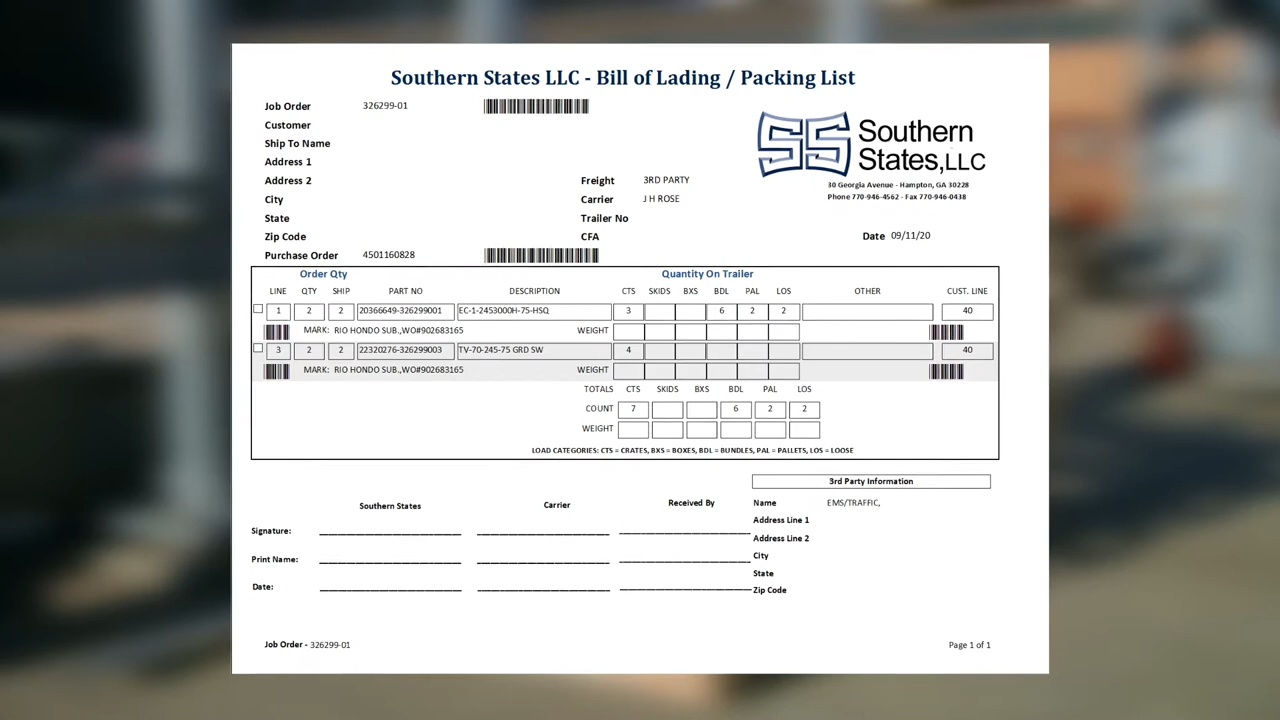 Southern States LLC - Bill of Lading / Packing List
Job Order 326299-01
Customer
Ship To Name
Address 1
Address 2
City
State
Zip Code
Purchase Order 4501160828
Freight 3RD PARTY
Carrier J H ROSE
Trailer No
CFA
Southern
States,LLC
30 Georgia Avenue - Hampton, GA 30228
Phone 770-946-4562 - Fax 770-946-0438
Date 09/11/20
Order Qty Quantity On Trailer
LINE QTY SHIP PART NO DESCRIPTION CTS SKIDS BXS BDL PAL LOS OTHER CUST. LINE
1 2 2 20366649-326299001 EC-1-2453000H-75-HSQ 3 6 2 2 40
MARK: RIO HONDO SUB.,WO#902683165 WEIGHT
3 2 2 22320276-326299003 TV-70-245-75 GRD SW 4 40
MARK: RIO HONDO SUB.,WO#902683165 WEIGHT
TOTALS CTS SKIDS BXS BDL PAL LOS
COUNT 7 6 2 2
WEIGHT
LOAD CATEGORIES: CTS = CRATES, BXS = BOXES, BDL = BUNDLES, PAL = PALLETS, LOS = LOOSE
Southern States Carrier Received By
Signature:
Print Name:
Date:
3rd Party Information
Name EMS/TRAFFIC,
Address Line 1
Address Line 2
City
State
Zip Code
Job Order - 326299-01
Page 1 of 1